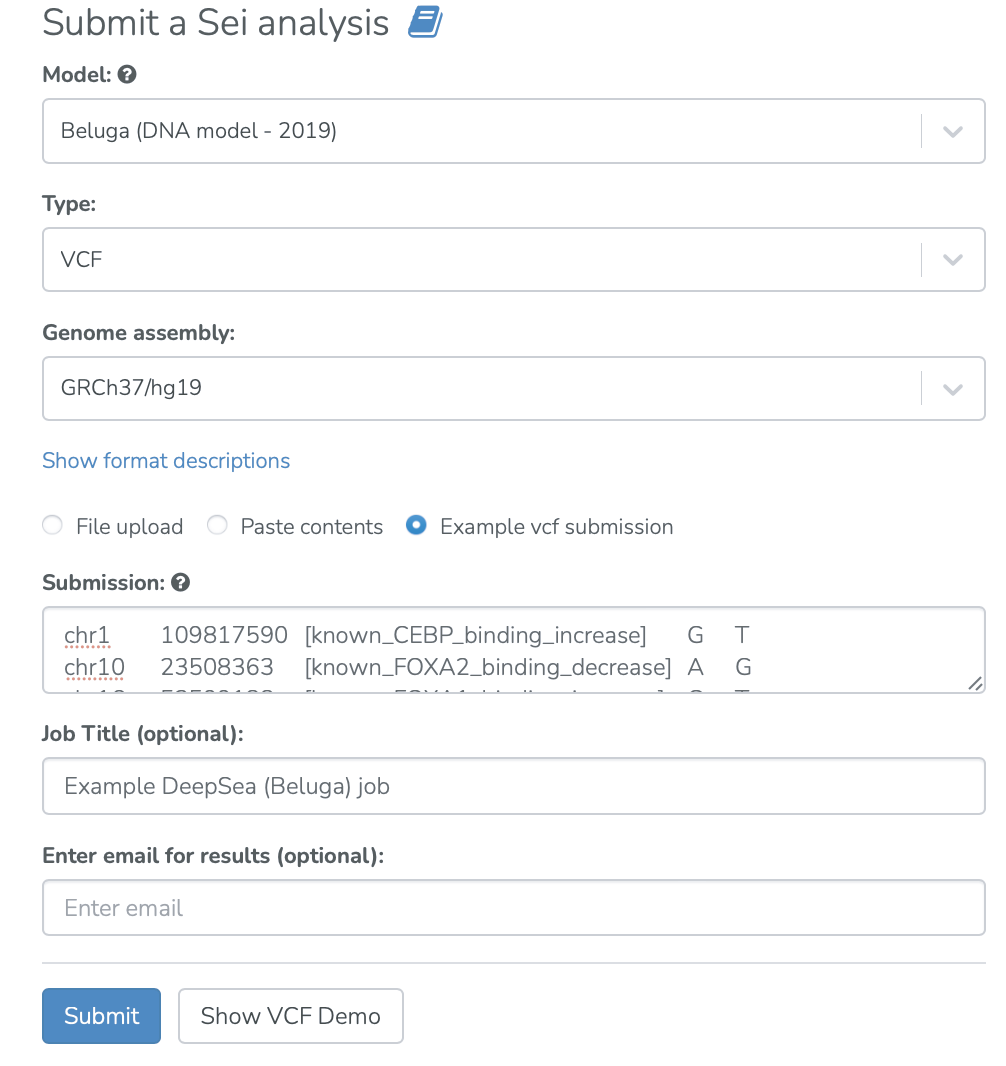 Submit a Sei analysis
Model: ?
Beluga (DNA model - 2019)
Type:
VCF
Genome assembly:
GRCh37/hg19
Show format descriptions
File upload Paste contents Example vcf submission
Submission: ?
chr1 109817590 [known_CEBP_binding_increase] G T
chr10 23508363 [known_FOXA2_binding_decrease] A G
Job Title (optional):
Example DeepSea (Beluga) job
Enter email for results (optional):
Enter email
Submit Show VCF Demo